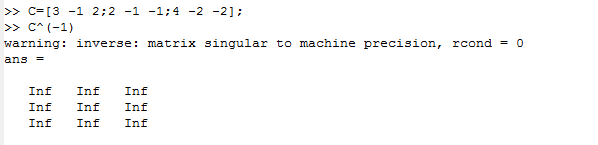 >> C=[3 -1 2;2 -1 -1;4 -2 -2];
>> C^(-1)
warning: inverse: matrix singular to machine precision, rcond = 0
ans =
Inf Inf Inf
Inf Inf Inf
Inf Inf Inf